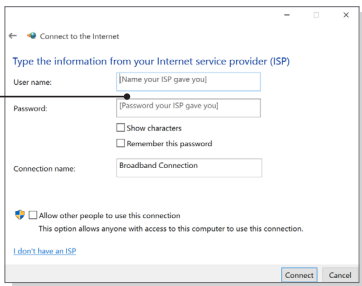 Connect to the Internet
Type the information from your Internet service provider (ISP)
User name:
[Name your ISP gave you]
Password:
[Password your ISP gave you]
Show characters
Remember this password
Connection name:
Broadband Connection
Allow other people to use this connection
This option allows anyone with access to this computer to use this connection.
I don't have an ISP
Connect
Cancel